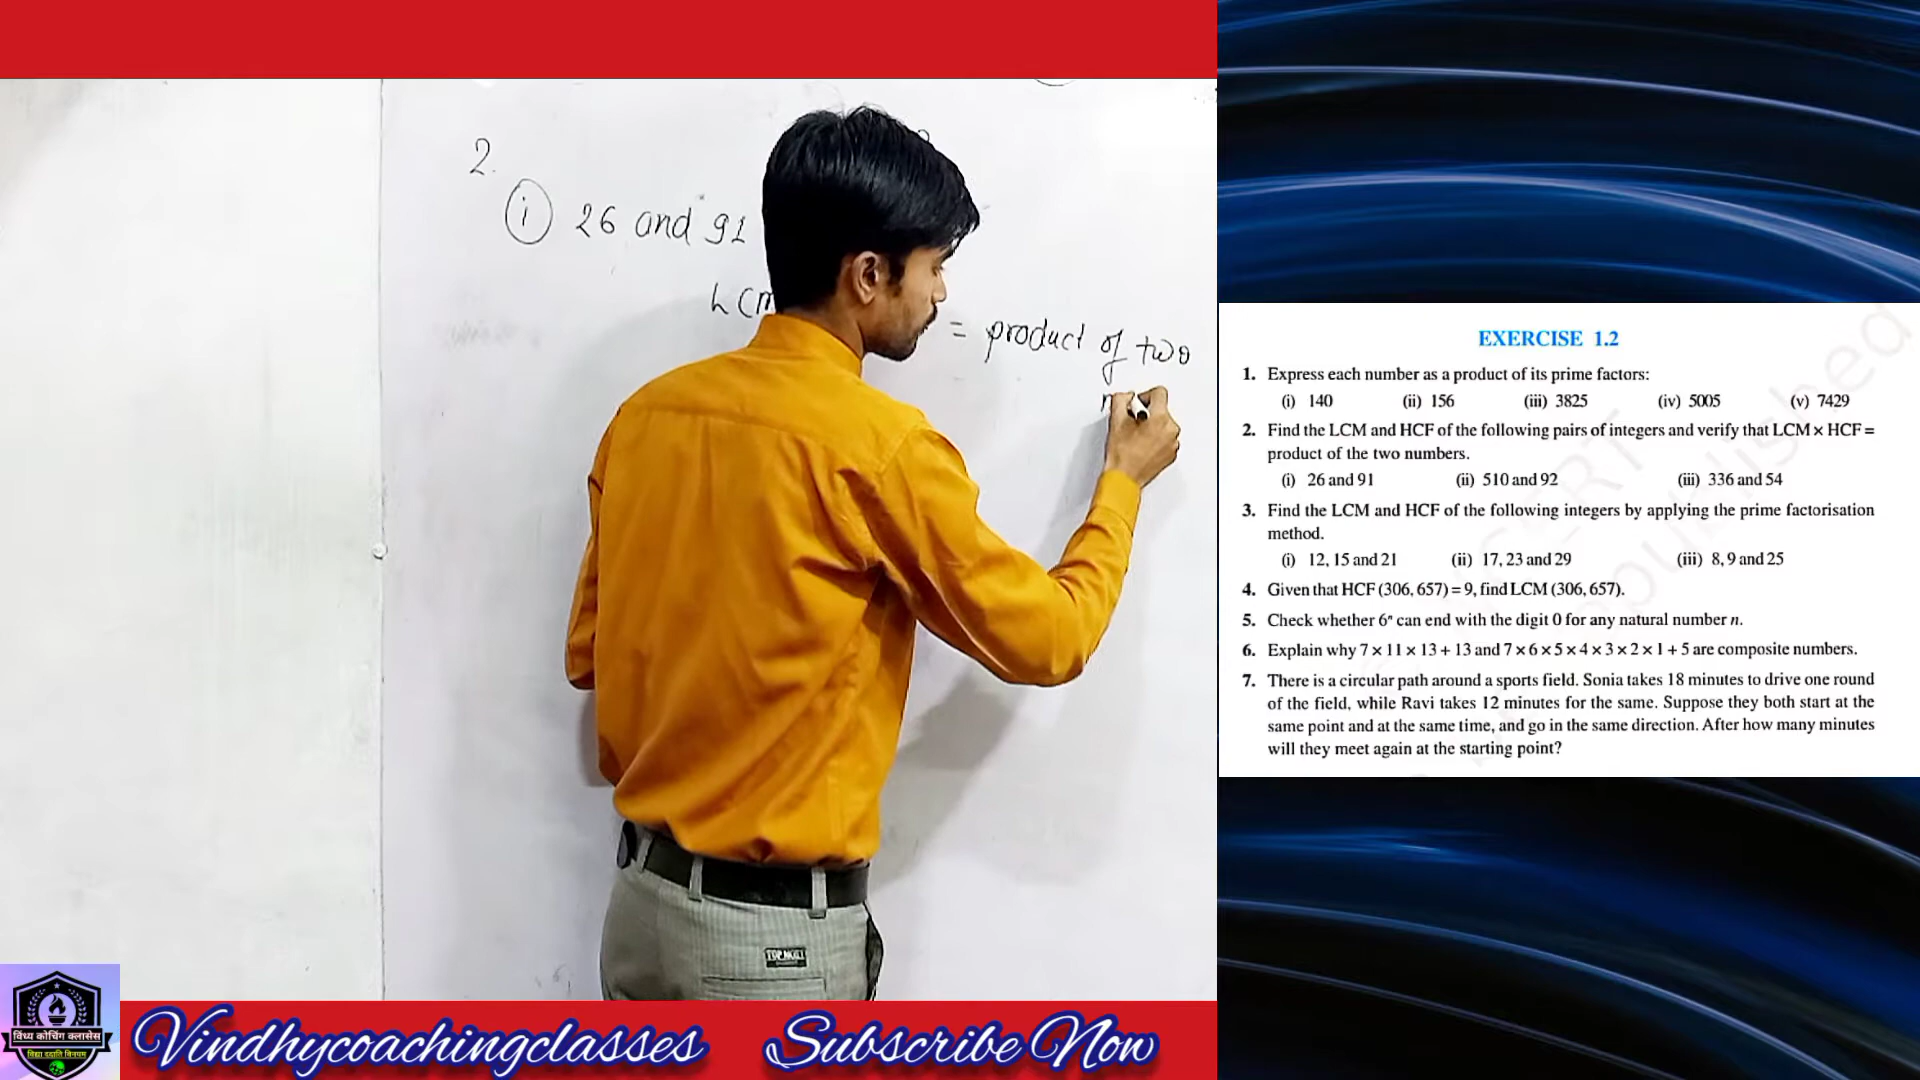 2.
i 26 and 91
LCM
= product of two
EXERCISE 1.2
1. Express each number as a product of its prime factors:
(i) 140 (ii) 156 (iii) 3825 (iv) 5005 (v) 7429
2. Find the LCM and HCF of the following pairs of integers and verify that LCM × HCF =
product of the two numbers.
(i) 26 and 91 (ii) 510 and 92 (iii) 336 and 54
3. Find the LCM and HCF of the following integers by applying the prime factorisation
method.
(i) 12, 15 and 21 (ii) 17, 23 and 29 (iii) 8, 9 and 25
4. Given that HCF (306, 657) = 9, find LCM (306, 657).
5. Check whether 6ⁿ can end with the digit 0 for any natural number n.
6. Explain why 7 × 11 × 13 + 13 and 7 × 6 × 5 × 4 × 3 × 2 × 1 + 5 are composite numbers.
7. There is a circular path around a sports field. Sonia takes 18 minutes to drive one round
of the field, while Ravi takes 12 minutes for the same. Suppose they both start at the
same point and at the same time, and go in the same direction. After how many minutes
will they meet again at the starting point?
विंध्य कोचिंग क्लासेस
विद्या ददाति विनयम
Vindhycoachingclasses Subscribe Now